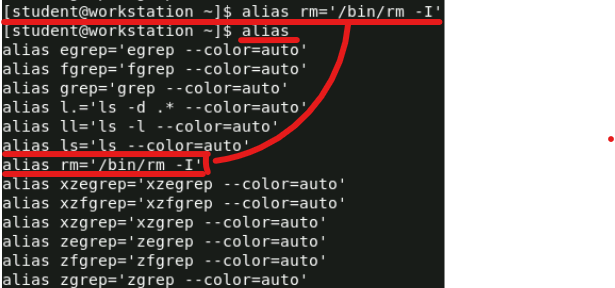 [student@workstation ~]$ alias rm='/bin/rm -I'
[student@workstation ~]$ alias
alias egrep='egrep --color=auto'
alias fgrep='fgrep --color=auto'
alias grep='grep --color=auto'
alias l.='ls -d .* --color=auto'
alias ll='ls -l --color=auto'
alias ls='ls --color=auto'
alias rm='/bin/rm -I'
alias xzegrep='xzegrep --color=auto'
alias xzfgrep='xzfgrep --color=auto'
alias xzgrep='xzgrep --color=auto'
alias zegrep='zegrep --color=auto'
alias zfgrep='zfgrep --color=auto'
alias zgrep='zgrep --color=auto'